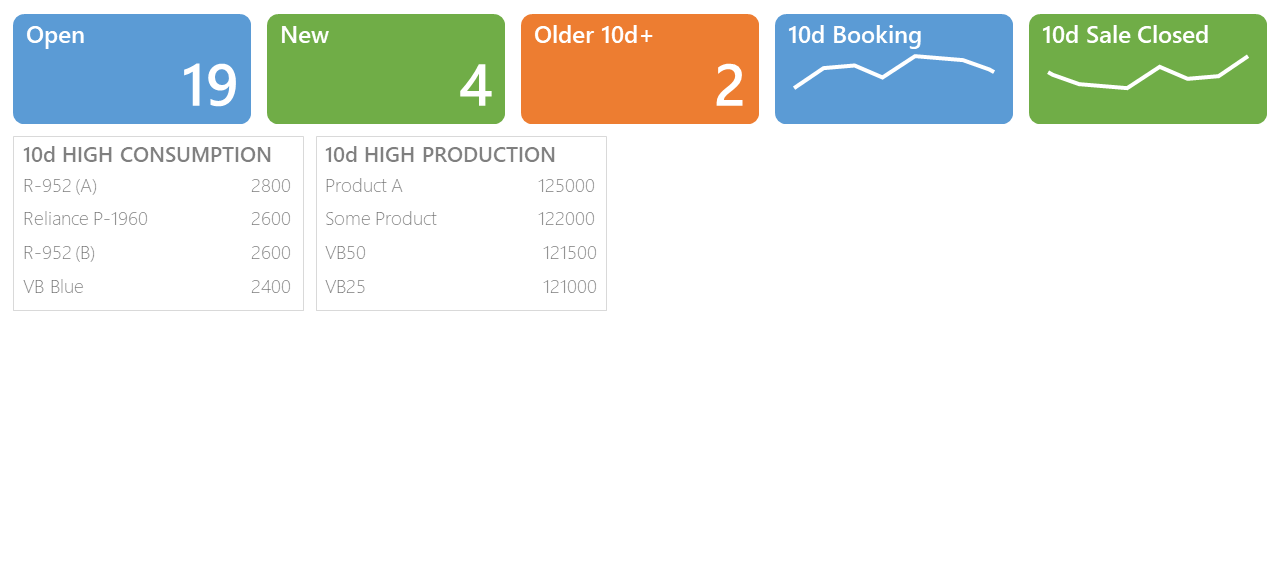 Open
19
New
4
Older 10d+
2
10d Booking
10d Sale Closed
10d HIGH CONSUMPTION
R-952 (A) 2800
Reliance P-1960 2600
R-952 (B) 2600
VB Blue 2400
10d HIGH PRODUCTION
Product A 125000
Some Product 122000
VB50 121500
VB25 121000